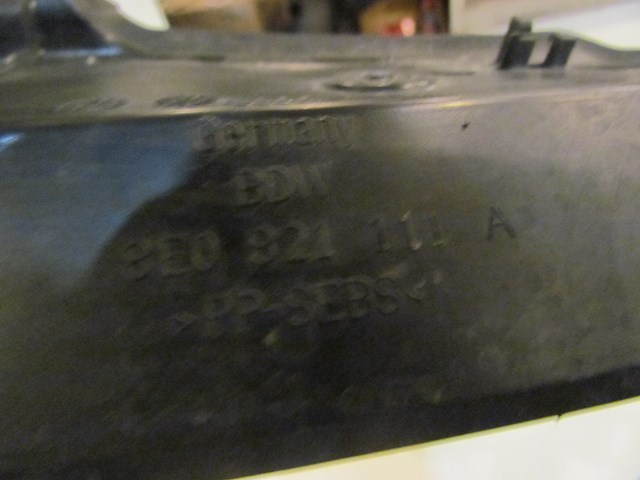 Germany
BDW
8E0 821 111 A
>PP-SEBS<